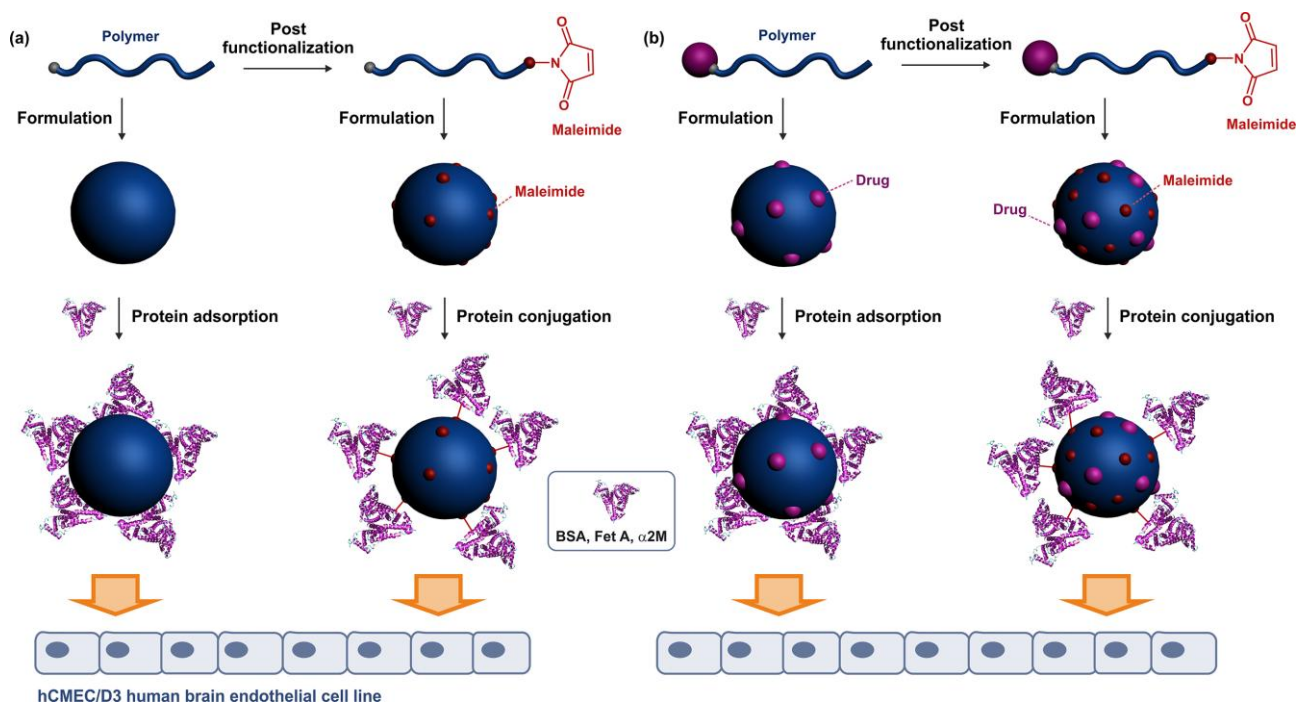 (a)
Polymer
Post
functionalization
O
N
O
Maleimide
Formulation
Formulation
Maleimide
Protein adsorption
Protein conjugation
(b)
Polymer
Post
functionalization
O
N
O
Maleimide
Formulation
Formulation
Drug
Maleimide
Drug
Protein adsorption
Protein conjugation
BSA, Fet A, α2M
hCMEC/D3 human brain endothelial cell line